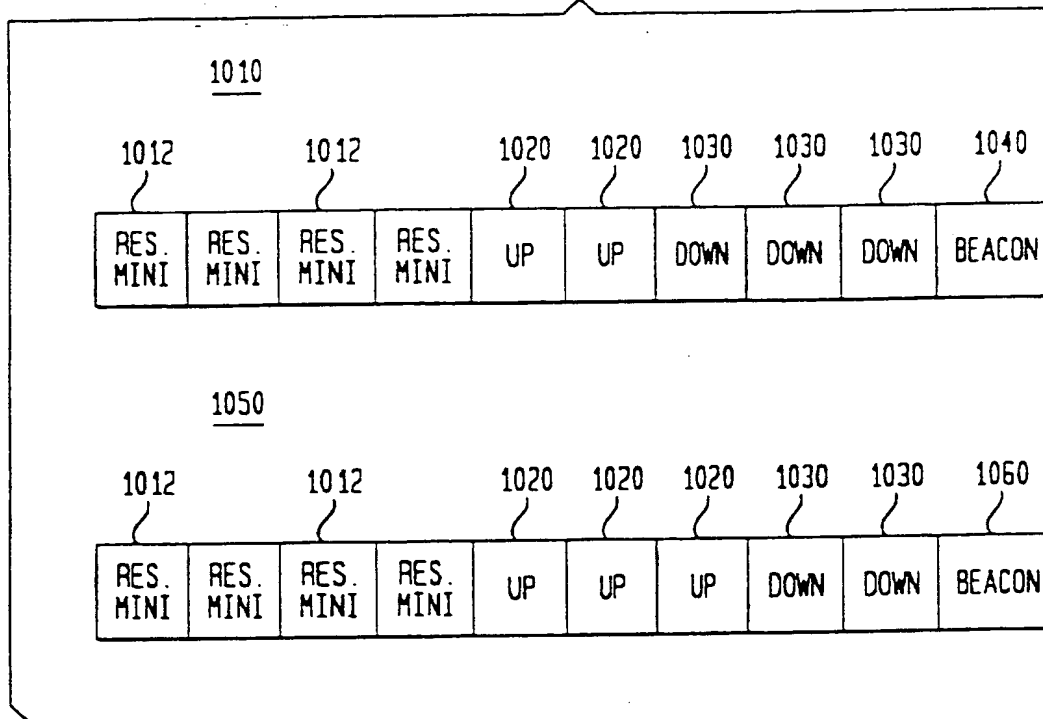 1010
1012 1012 1020 1020 1030 1030 1030 1040
RES. RES. RES. RES. UP UP DOWN DOWN DOWN BEACON
MINI MINI MINI MINI
1050
1012 1012 1020 1020 1020 1030 1030 1060
RES. RES. RES. RES. UP UP UP DOWN DOWN BEACON
MINI MINI MINI MINI